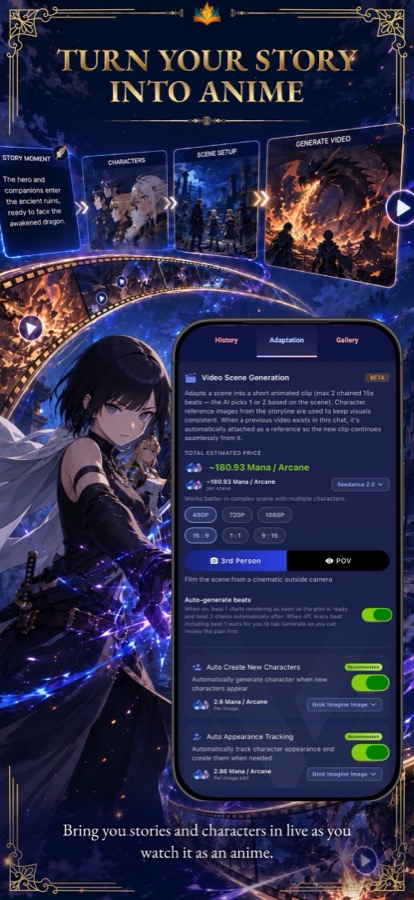 TURN YOUR STORY
INTO ANIME
STORY MOMENT
The hero and
companions enter
the ancient ruins,
ready to face the
awakened dragon.
CHARACTERS
SCENE SETUP
GENERATE VIDEO
History
Adaptation
Gallery
Video Scene Generation
BETA
Adapts a scene into a short animated clip (max 2 chained 15s
beats — the AI picks 1 or 2 based on the scene). Character
reference images from the storyline are used to keep visuals
consistent. When a previous video exists in this chat, it's
automatically attached as a reference so the new clip continues
seamlessly from it.
TOTAL ESTIMATED PRICE
~180.93 Mana / Arcane
~180.93 Mana / Arcane
per scene
Seedance 2.0
Works better in complex scene with multiple characters.
480P
720P
1080P
16 : 9
1 : 1
9 : 16
3rd Person
POV
Film the scene from a cinematic outside camera
Auto-generate beats
When on, beat 1 starts rendering as soon as the plan is ready
and beat 2 chains automatically after. When off, every beat
including beat 1 waits for you to tap Generate so you can
review the plan first.
Auto Create New Characters
Recommended
Automatically generate character when new
characters appear
2.6 Mana / Arcane
Per image
Grok Imagine Image
Auto Appearance Tracking
Recommended
Automatically track character appearance and
create them when needed
2.86 Mana / Arcane
Per image edit
Grok Imagine Image
Bring you stories and characters in live as you
watch it as an anime.